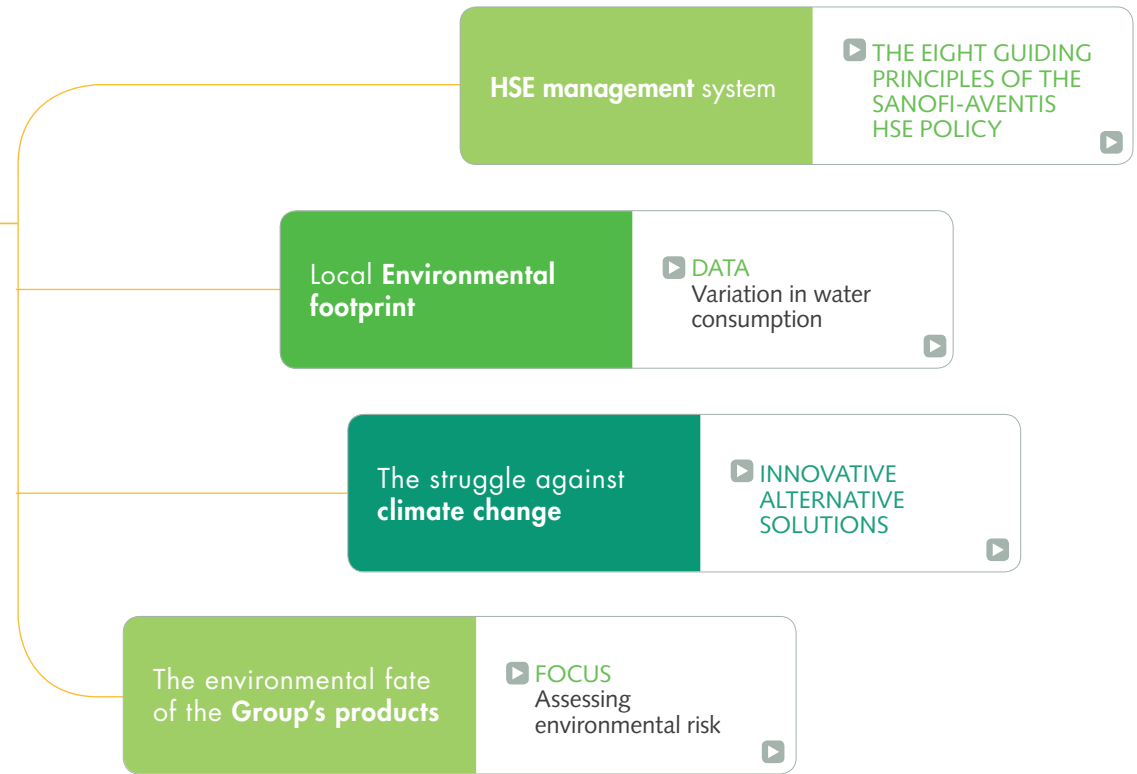 HSE management system
THE EIGHT GUIDING
PRINCIPLES OF THE
SANOFI-AVENTIS
HSE POLICY
Local Environmental
footprint
DATA
Variation in water
consumption
The struggle against
climate change
INNOVATIVE
ALTERNATIVE
SOLUTIONS
The environmental fate
of the Group's products
FOCUS
Assessing
environmental risk